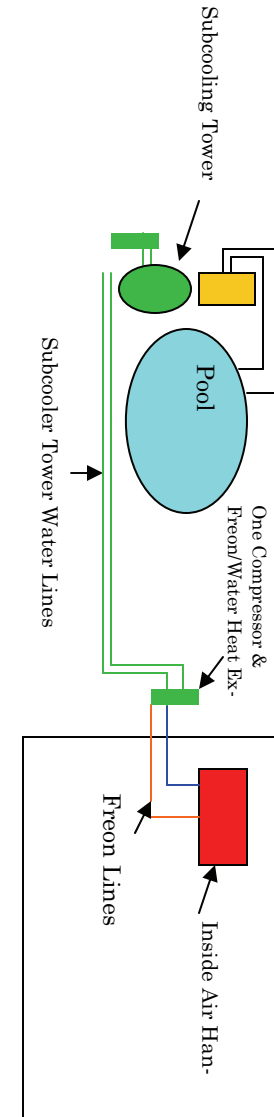 Subcooling Tower
Pool
Subcooler Tower Water Lines
One Compressor &
Freon/Water Heat Ex-
Freon Lines
Inside Air Han-